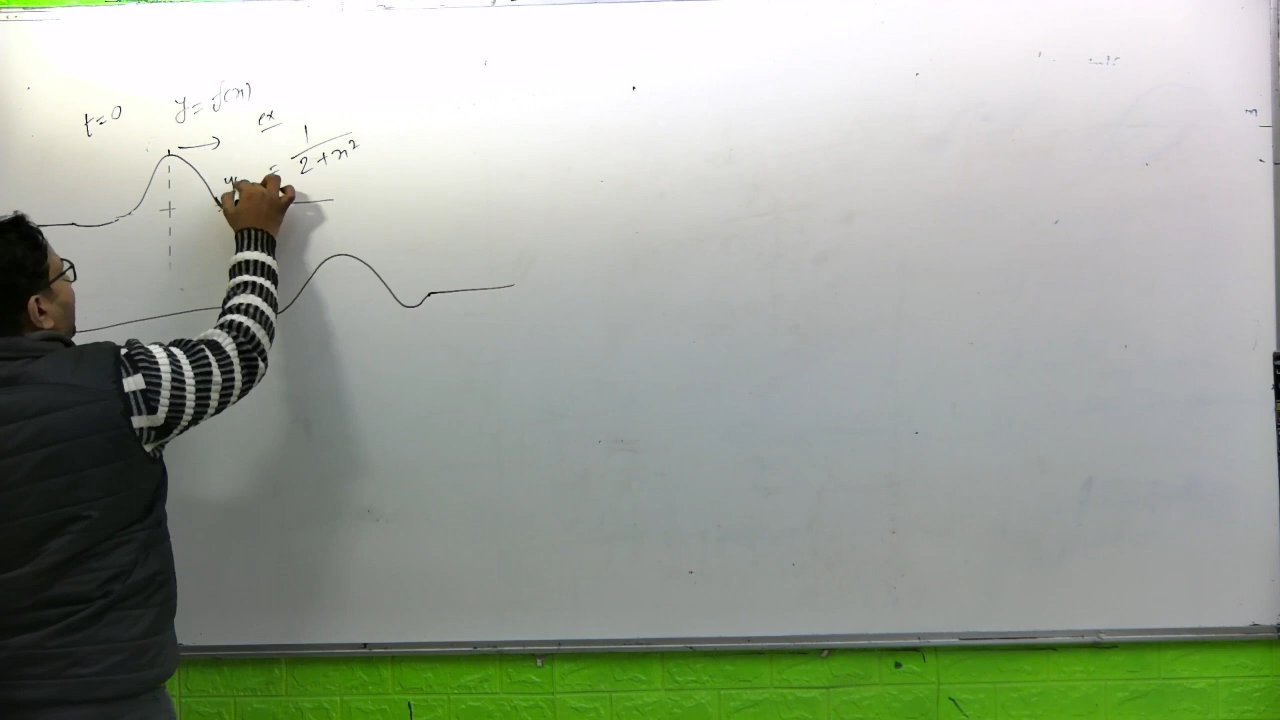 t=0
y = f(x)
ex
= 1/(2+x²)